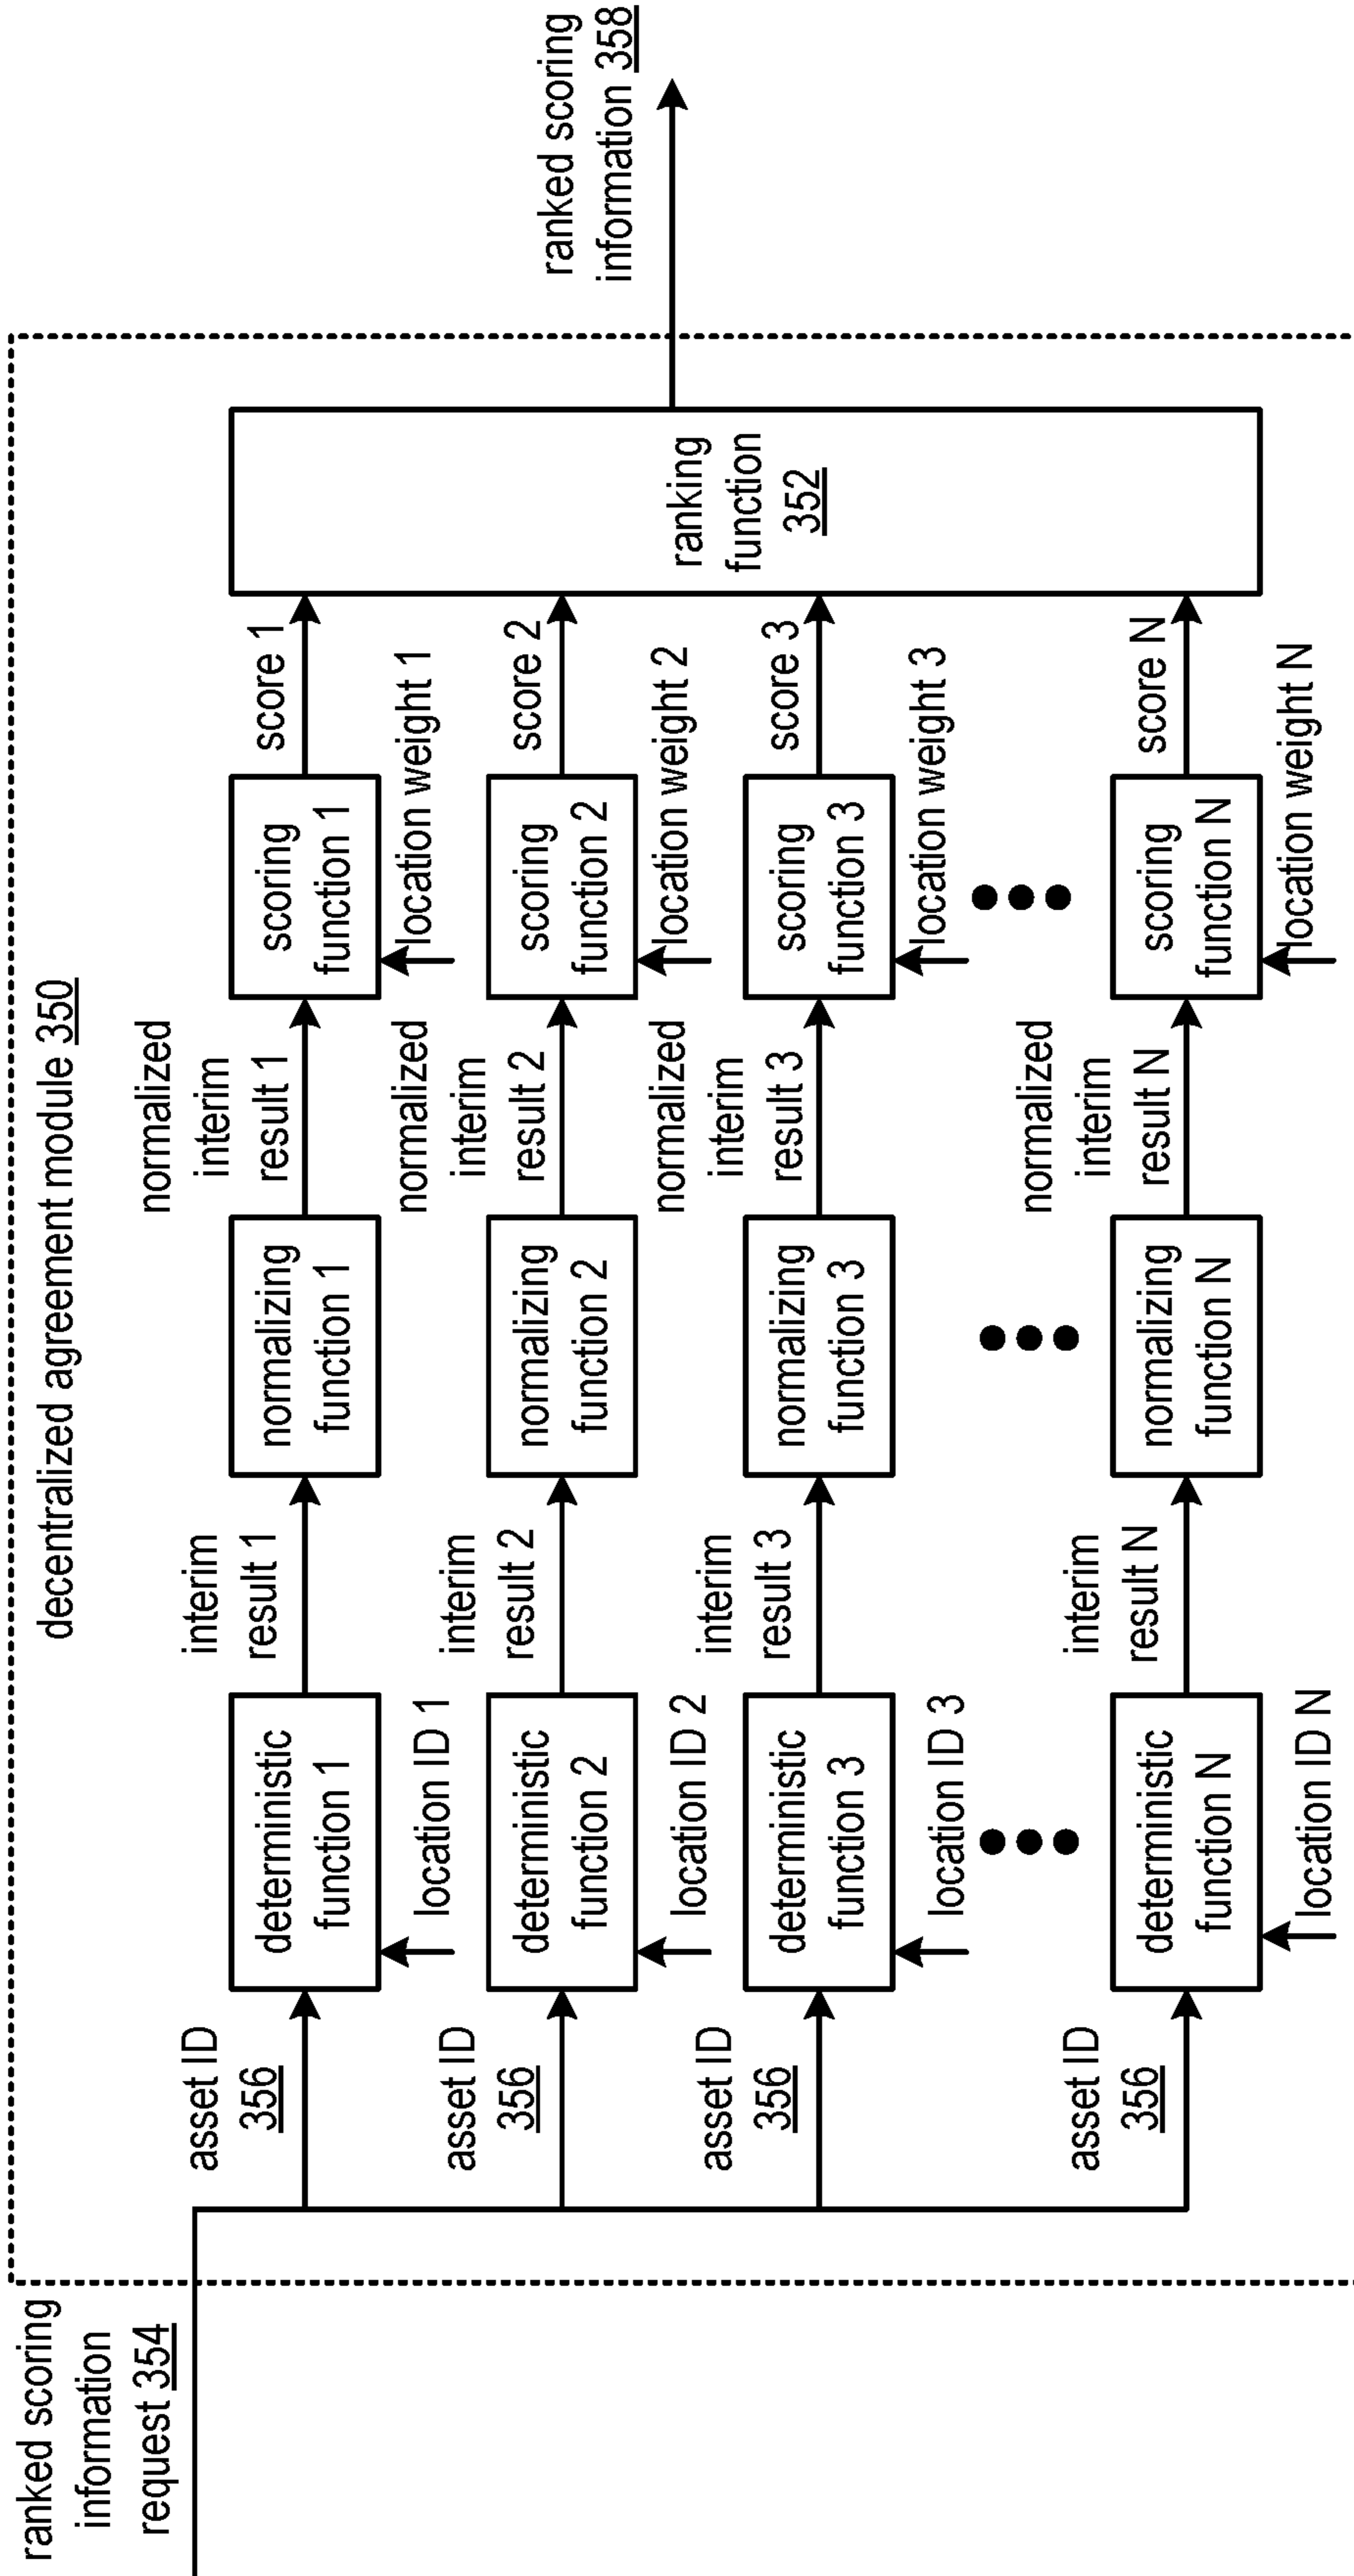 decentralized agreement module 350
ranked scoring
information
request 354
asset ID
356
deterministic
function 1
location ID 1
interim
result 1
normalizing
function 1
normalized
interim
result 1
scoring
function 1
location weight 1
score 1
asset ID
356
deterministic
function 2
location ID 2
interim
result 2
normalizing
function 2
normalized
interim
result 2
scoring
function 2
location weight 2
score 2
asset ID
356
deterministic
function 3
location ID 3
interim
result 3
normalizing
function 3
normalized
interim
result 3
scoring
function 3
location weight 3
score 3
asset ID
356
deterministic
function N
location ID N
interim
result N
normalizing
function N
normalized
interim
result N
scoring
function N
location weight N
score N
ranking
function
352
ranked scoring
information 358